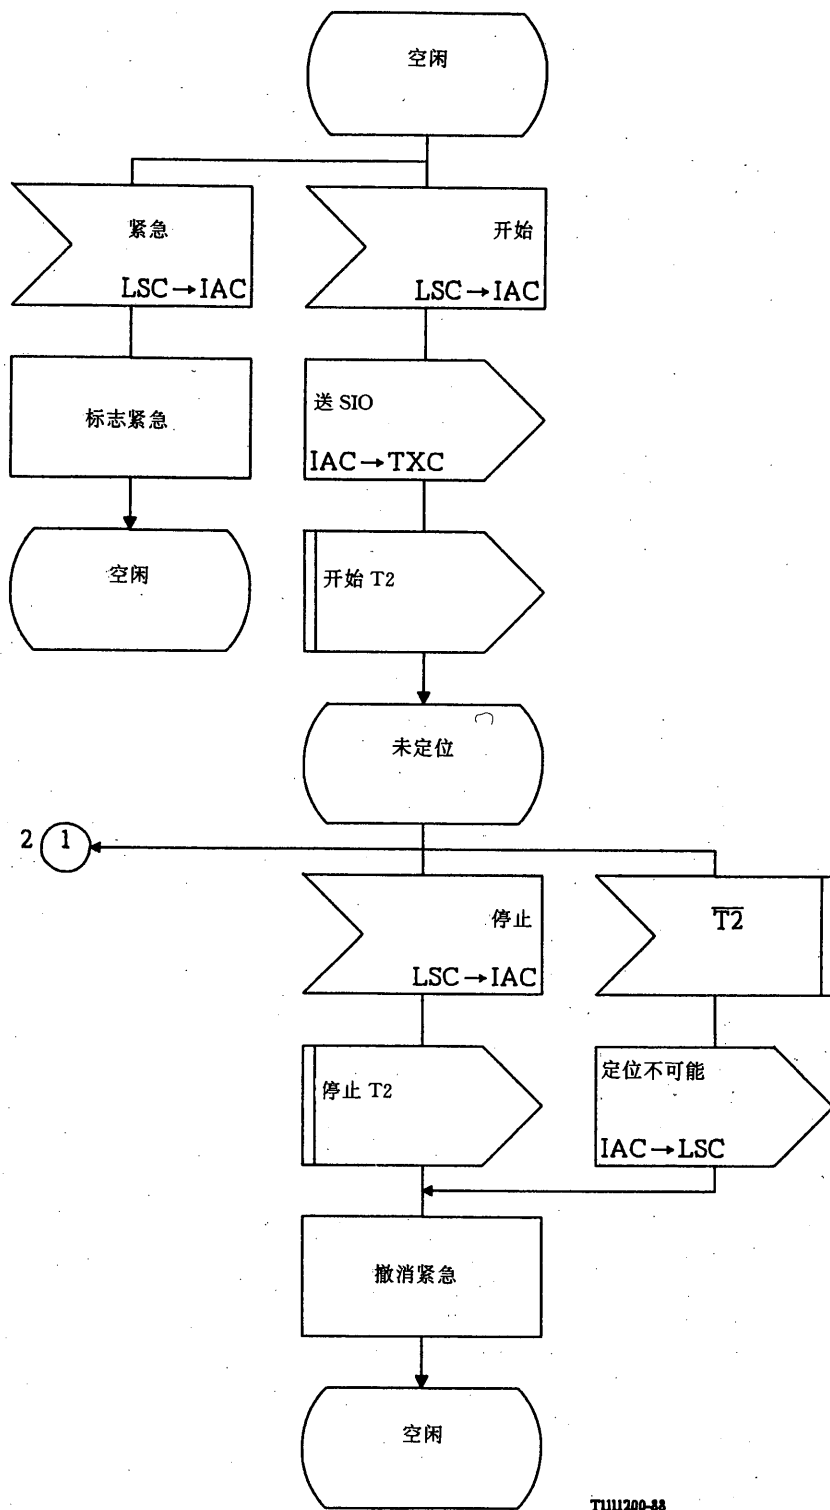 空闲
紧急
LSC→IAC
开始
LSC→IAC
标志紧急
送 SIO
IAC→TXC
空闲
开始 T2
未定位
2 1
停止
LSC→IAC
T2̅
停止 T2
定位不可能
IAC→LSC
撤消紧急
空闲
T1111200-88